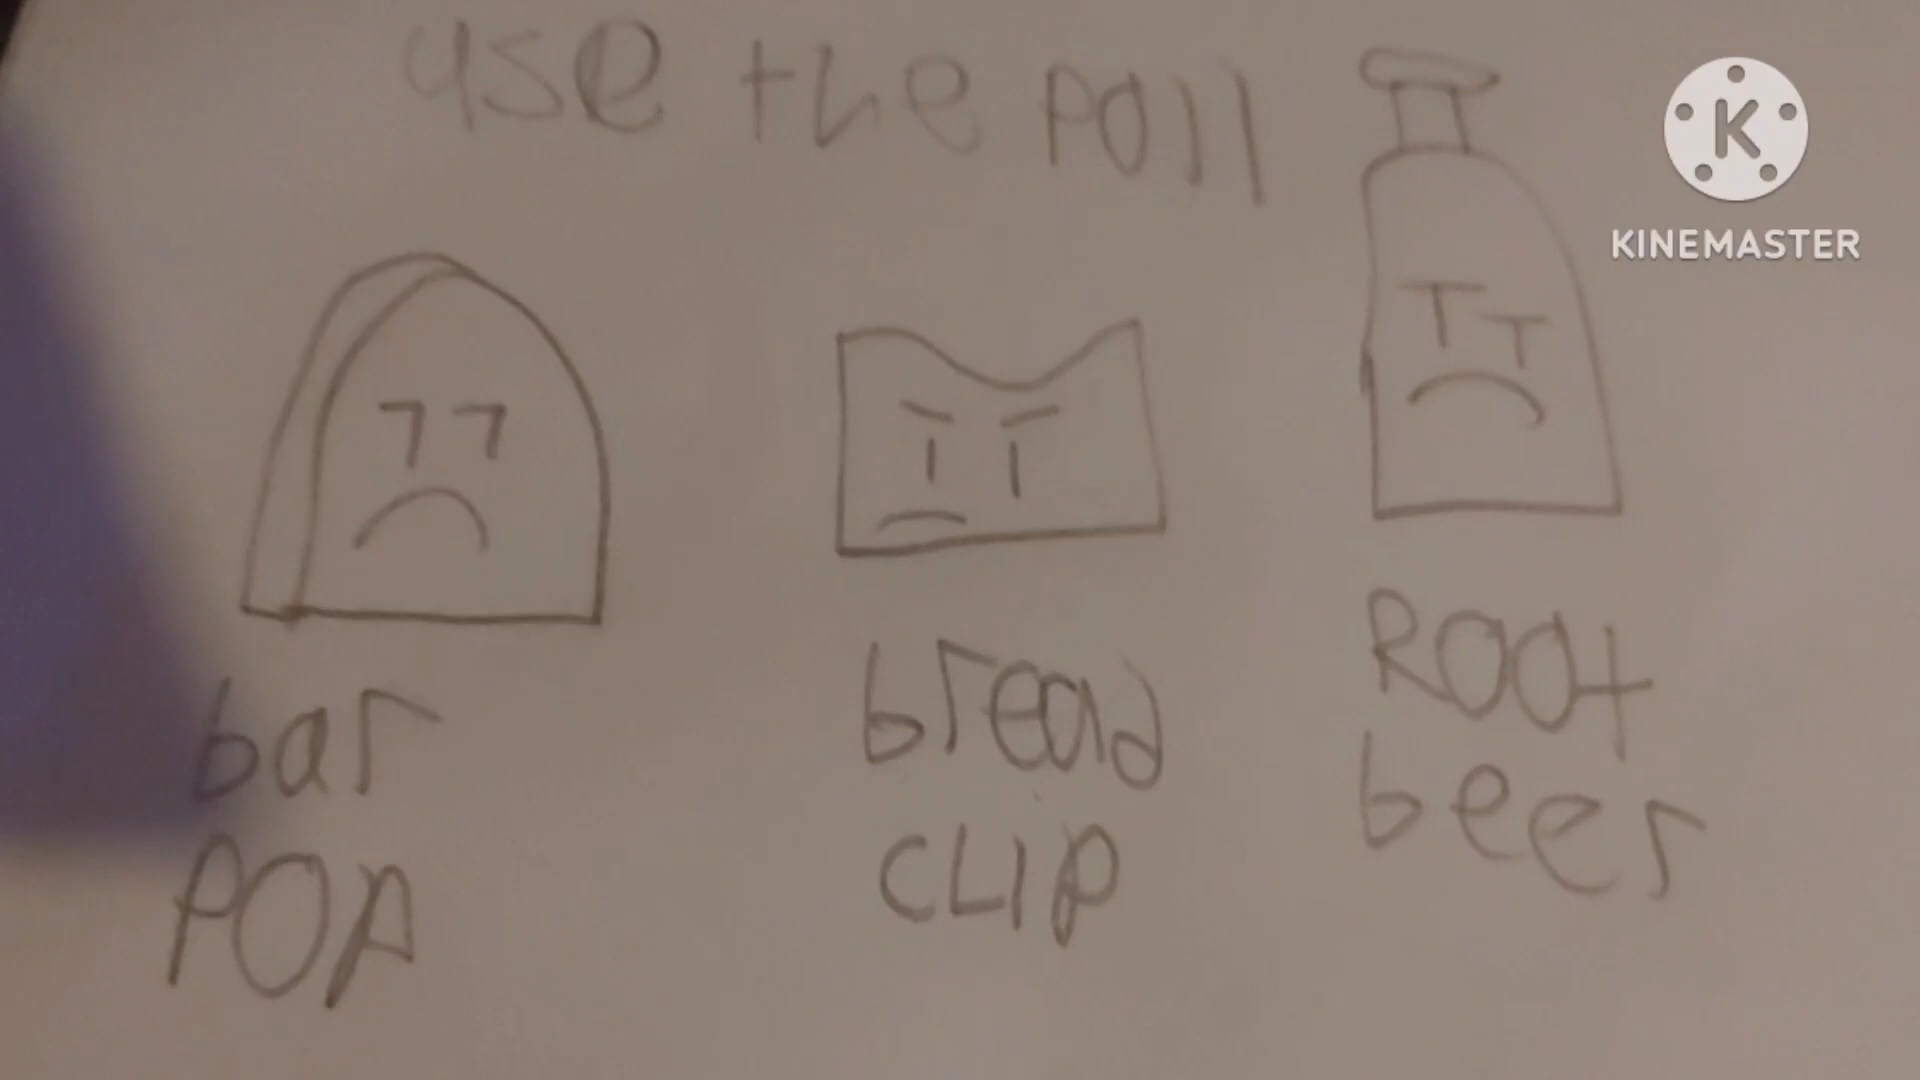 use the poll
K
KINEMASTER
bar
pop
bread
CLIP
Root
beer